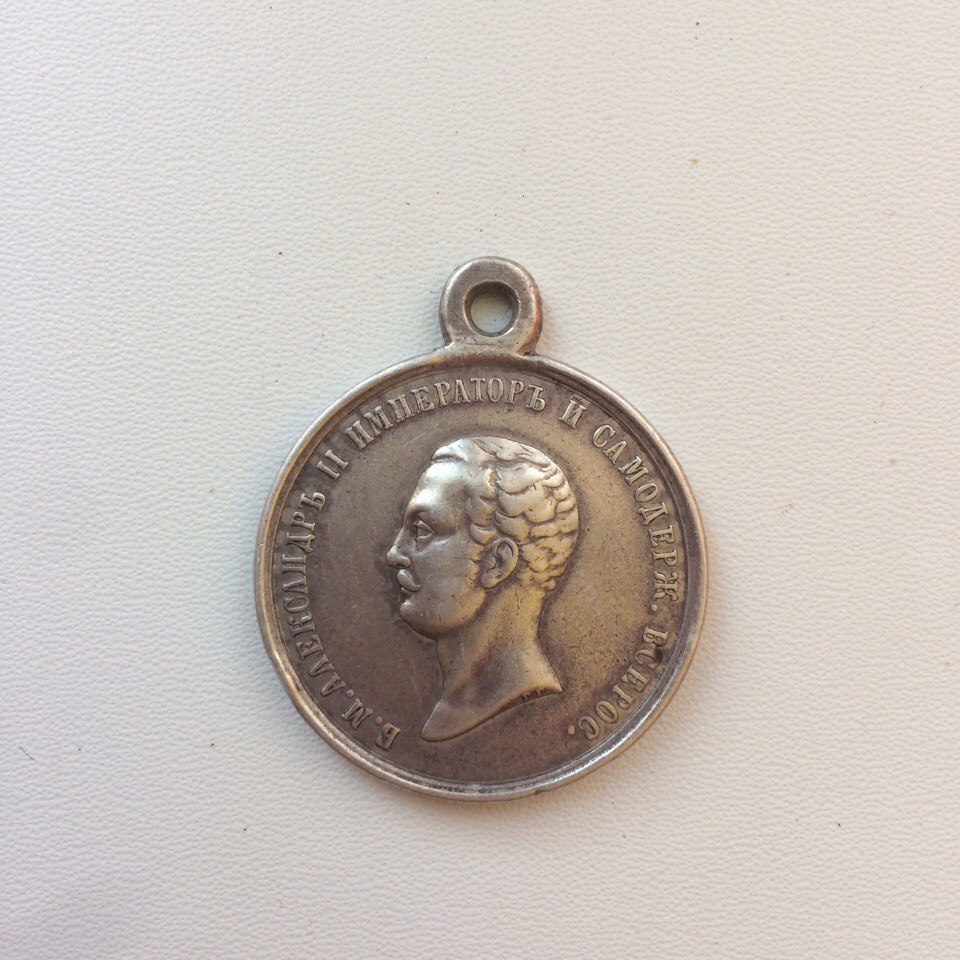 Б. М. АЛЕКСАНДРЪ II ИМПЕРАТОРЪ И САМОДЕРЖ. ВСЕРОС.